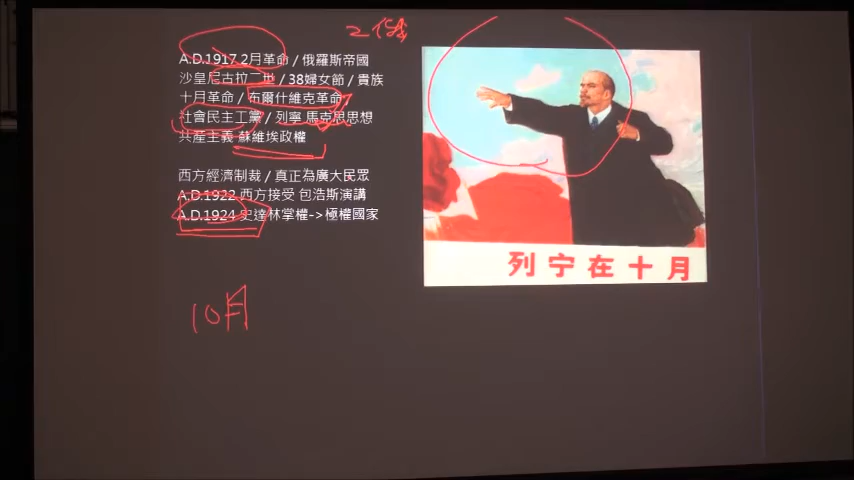 A.D.1917 2月革命 / 俄羅斯帝國
沙皇尼古拉二世 / 38婦女節 / 貴族
十月革命 / 布爾什維克革命
社會民主工黨 / 列寧 馬克思思想
共產主義 蘇維埃政權
西方經濟制裁 / 真正為廣大民眾
A.D.1922 西方接受 包浩斯演講
A.D.1924 史達林掌權->極權國家
列宁在十月
10月